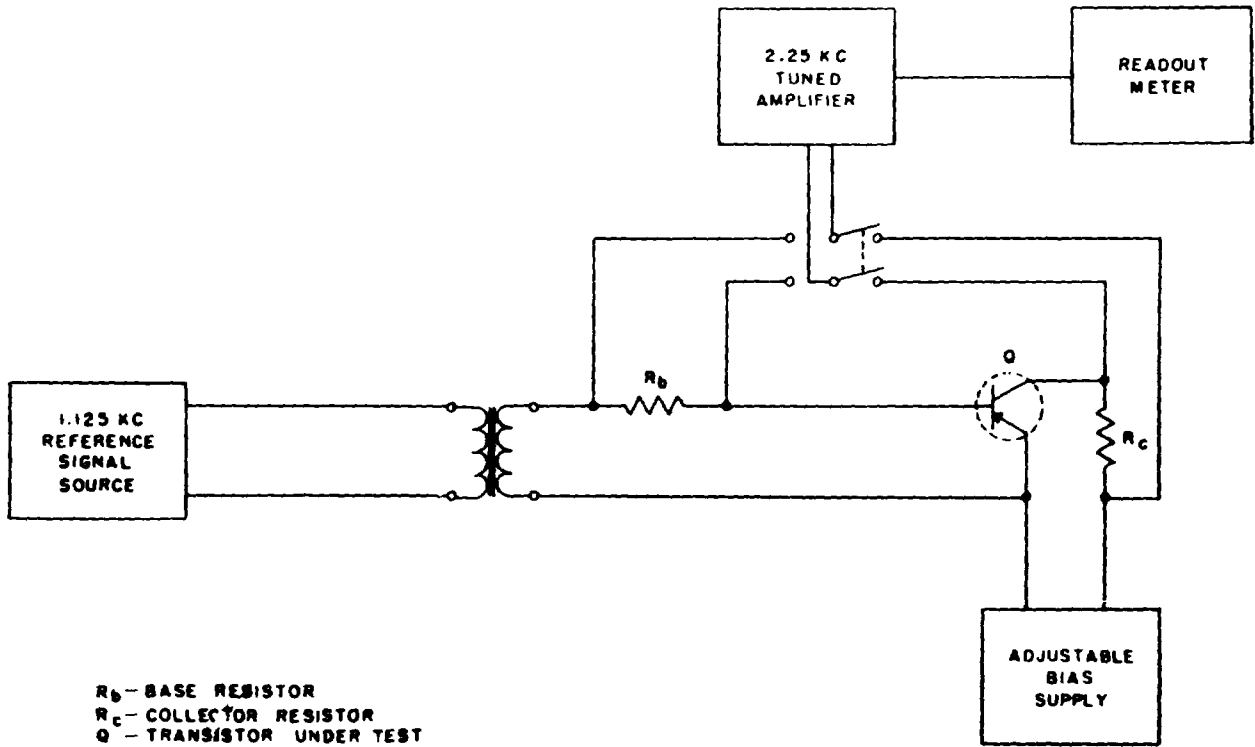 2.25 KC
TUNED
AMPLIFIER
READOUT
METER
Q
Rb
1.125 KC
REFERENCE
SIGNAL
SOURCE
Rc
ADJUSTABLE
BIAS
SUPPLY
Rb – BASE RESISTOR
Rc – COLLECTOR RESISTOR
Q – TRANSISTOR UNDER TEST